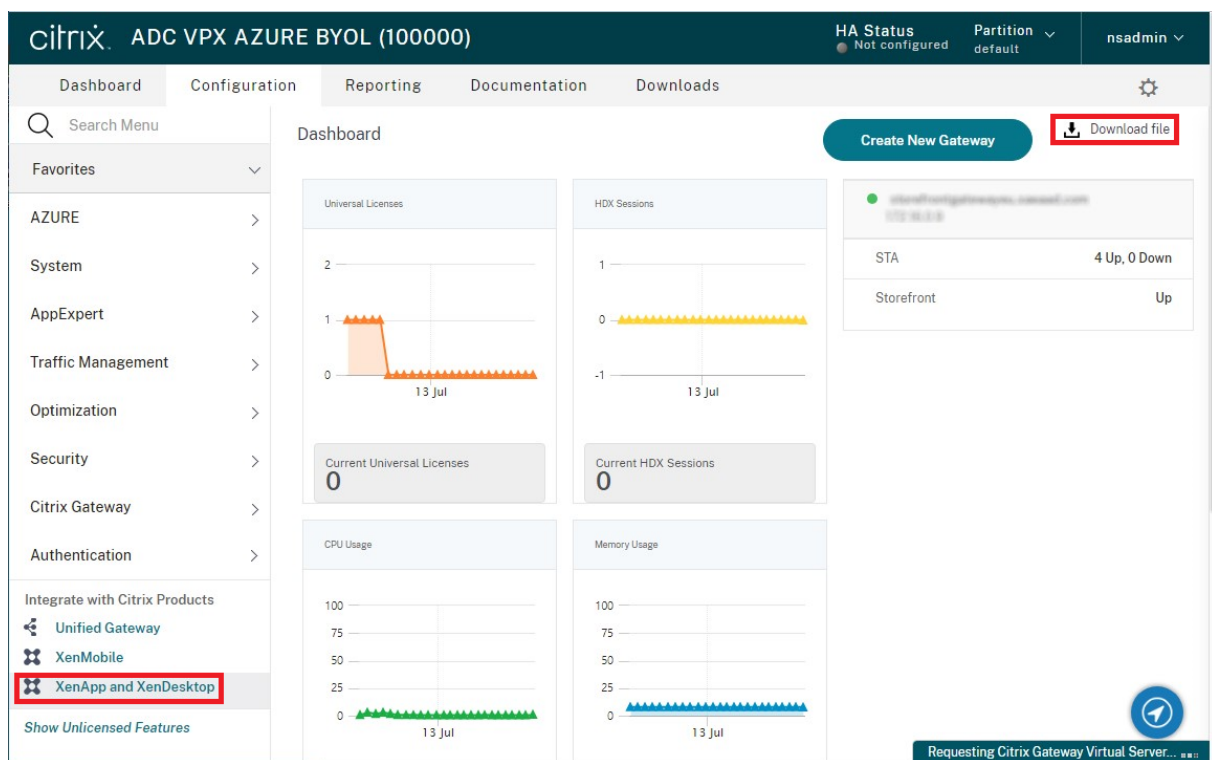 citrix. ADC VPX AZURE BYOL (100000)
HA Status
Not configured
Partition
default
nsadmin
Dashboard Configuration Reporting Documentation Downloads
Search Menu
Favorites
AZURE
System
AppExpert
Traffic Management
Optimization
Security
Citrix Gateway
Authentication
Integrate with Citrix Products
Unified Gateway
XenMobile
XenApp and XenDesktop
Show Unlicensed Features
Dashboard
Create New Gateway
Download file
Universal Licenses
2
1
0
13 Jul
Current Universal Licenses
0
HDX Sessions
1
0
-1
13 Jul
Current HDX Sessions
0
STA 4 Up, 0 Down
Storefront Up
CPU Usage
100
75
50
25
0
13 Jul
Memory Usage
100
75
50
25
0
13 Jul
Requesting Citrix Gateway Virtual Server...